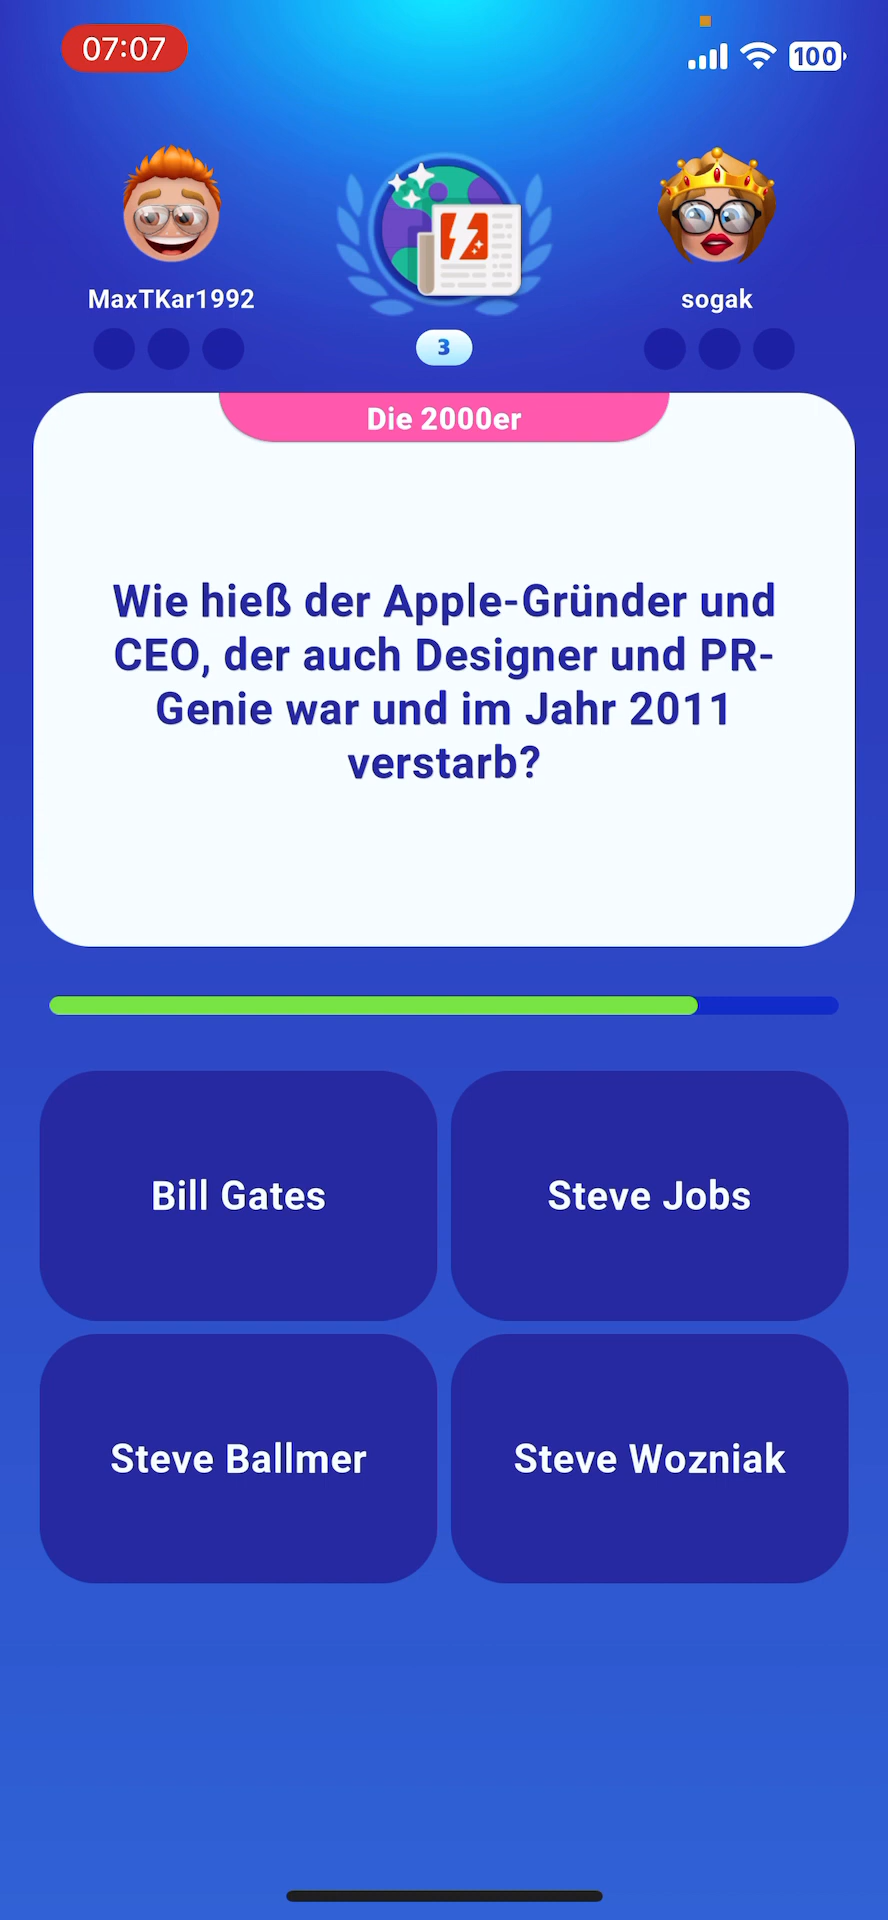 07:07
100
MaxTKar1992
sogak
3
Die 2000er
Wie hieß der Apple-Gründer und
CEO, der auch Designer und PR-
Genie war und im Jahr 2011
verstarb?
Bill Gates
Steve Jobs
Steve Ballmer
Steve Wozniak